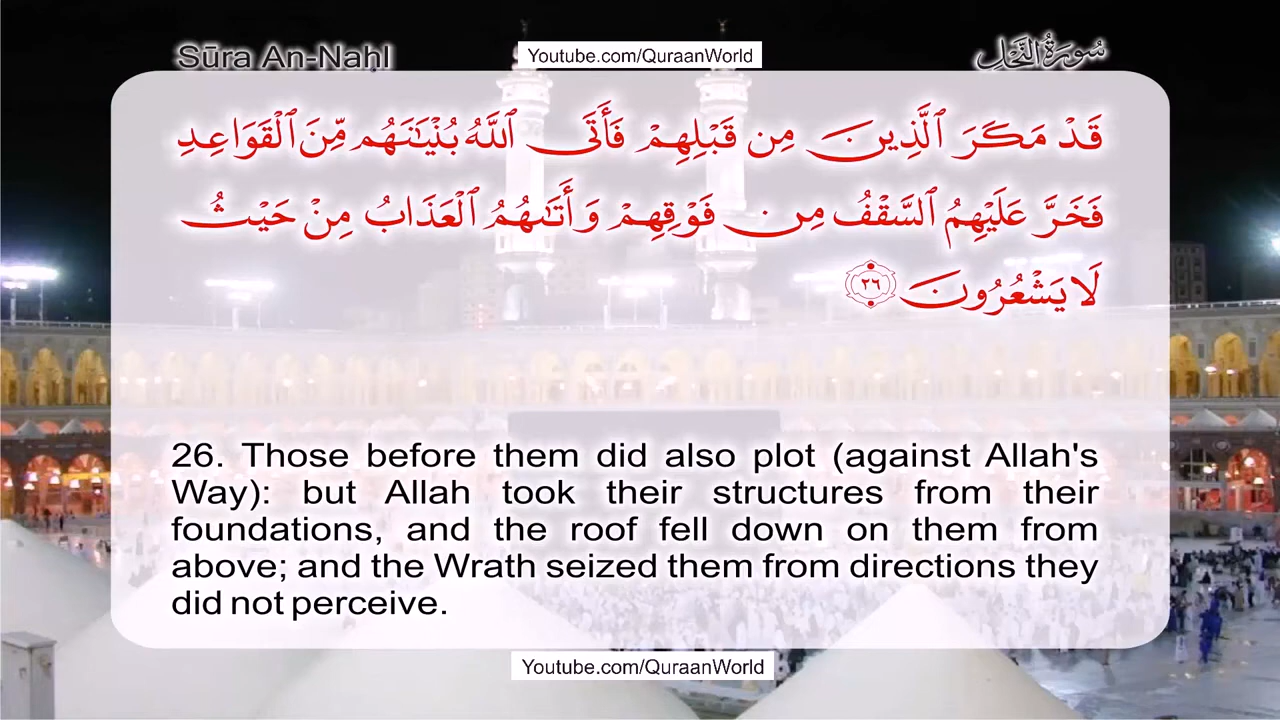 Sūra An-Naḥl
Youtube.com/QuraanWorld
سُورَةُ النَّحْلِ
قَدْ مَكَرَ ٱلَّذِينَ مِن قَبْلِهِمْ فَأَتَى ٱللَّهُ بُنْيَٰنَهُم مِّنَ ٱلْقَوَاعِدِ
فَخَرَّ عَلَيْهِمُ ٱلسَّقْفُ مِن فَوْقِهِمْ وَأَتَىٰهُمُ ٱلْعَذَابُ مِنْ حَيْثُ
لَا يَشْعُرُونَ ٢٦
26. Those before them did also plot (against Allah's
Way): but Allah took their structures from their
foundations, and the roof fell down on them from
above; and the Wrath seized them from directions they
did not perceive.
Youtube.com/QuraanWorld